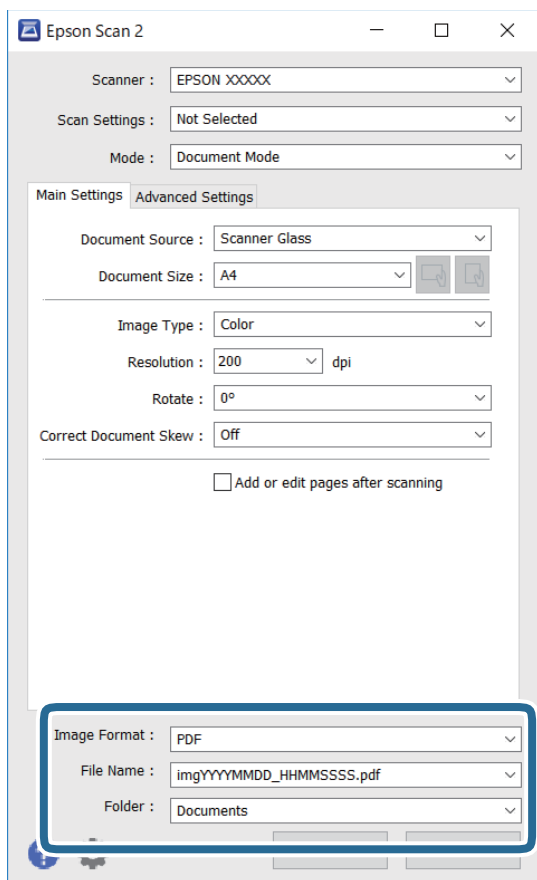 Epson Scan 2
Scanner : EPSON XXXXX
Scan Settings : Not Selected
Mode : Document Mode
Main Settings Advanced Settings
Document Source : Scanner Glass
Document Size : A4
Image Type : Color
Resolution : 200 dpi
Rotate : 0°
Correct Document Skew : Off
Add or edit pages after scanning
Image Format : PDF
File Name : imgYYYYMMDD_HHMMSSSS.pdf
Folder : Documents